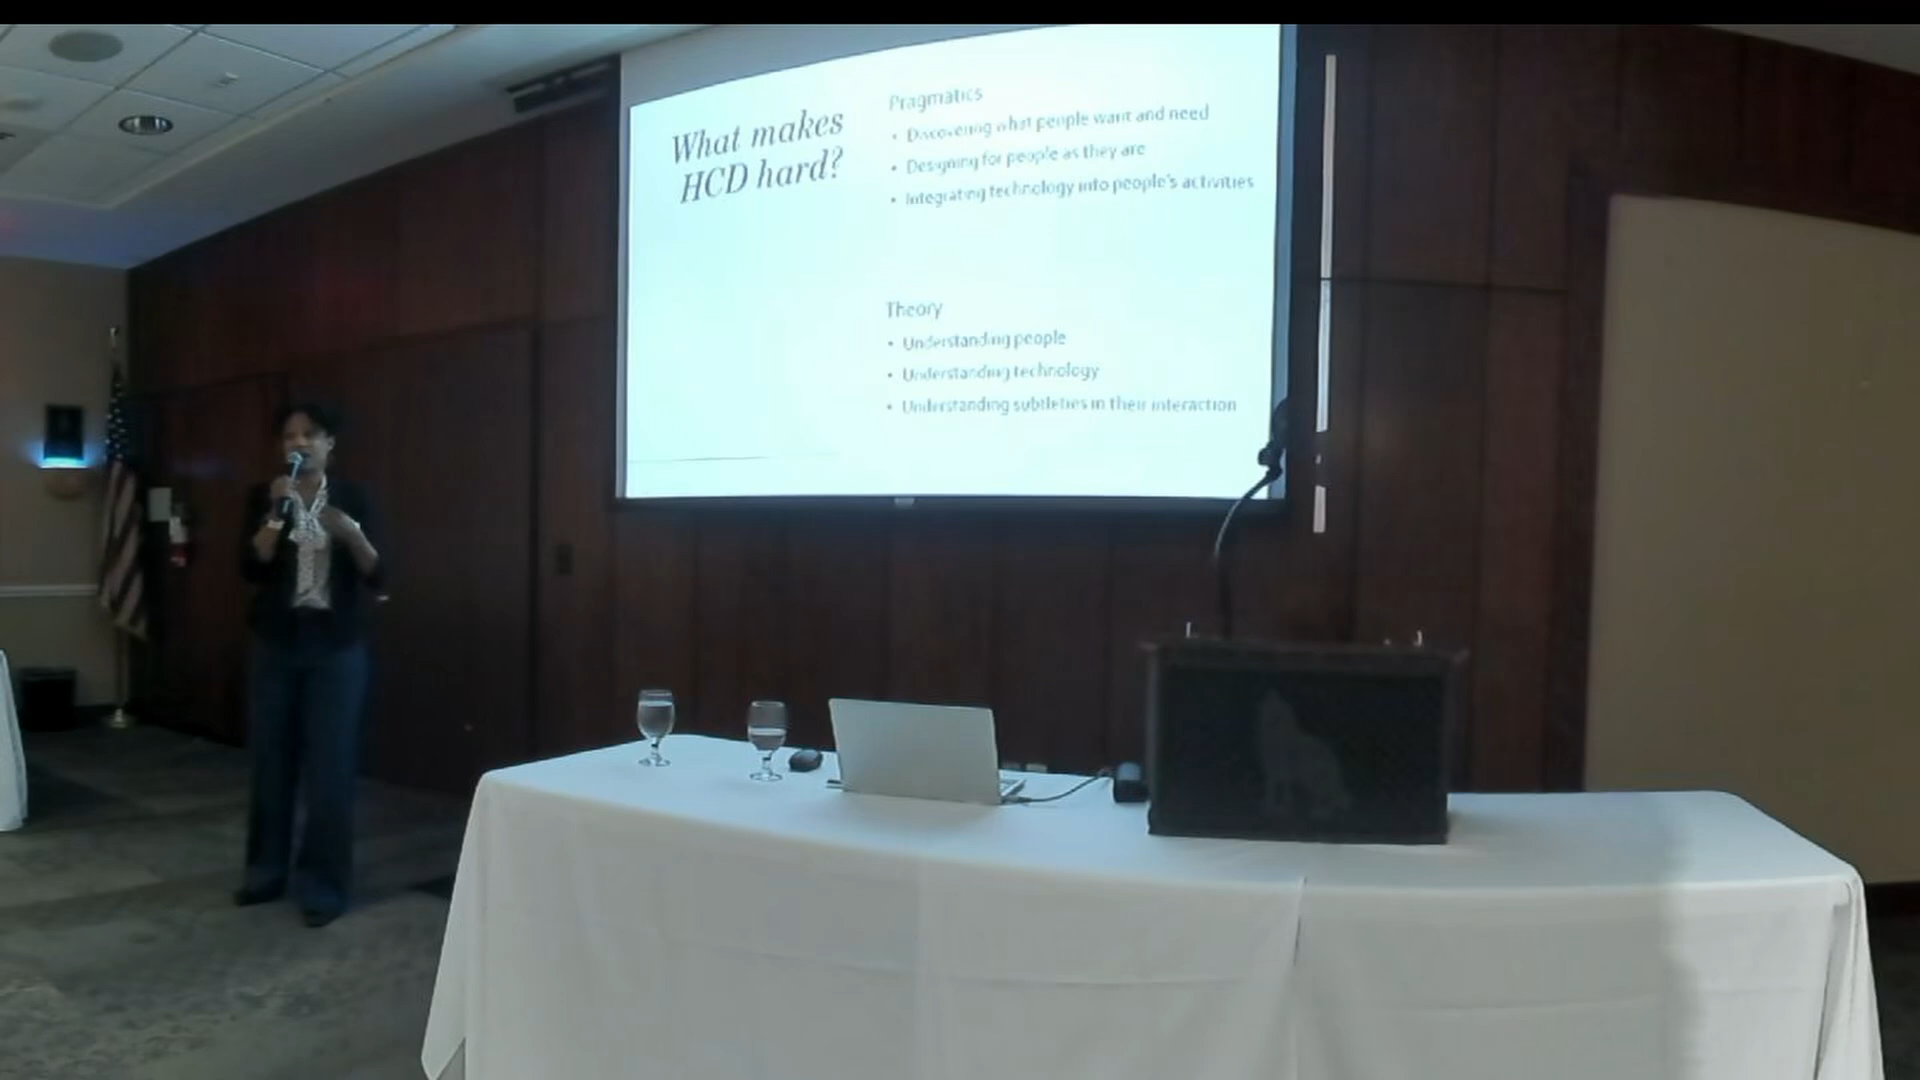 What makes
HCD hard?
Pragmatics
• Discovering what people want and need
• Designing for people as they are
• Integrating technology into people's activities
Theory
• Understanding people
• Understanding technology
• Understanding subtleties in their interaction